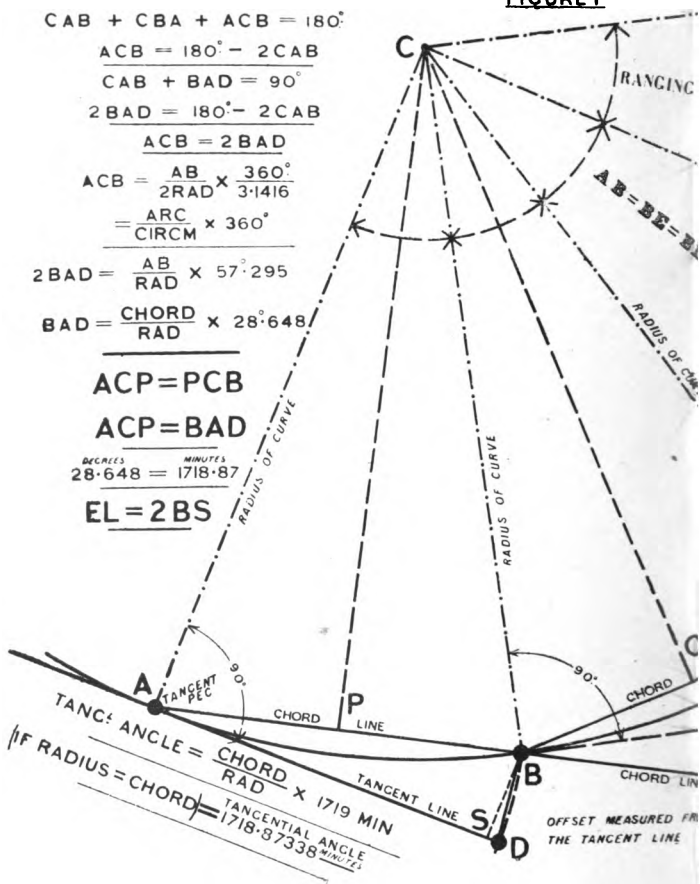 FIGURE 1
CAB + CBA + ACB = 180°
ACB = 180° - 2CAB
CAB + BAD = 90°
2BAD = 180° - 2CAB
ACB = 2BAD
ACB = AB/2RAD × 360°/3·1416
= ARC/CIRCM × 360°
2BAD = AB/RAD × 57°·295
BAD = CHORD/RAD × 28°·648
ACP = PCB
ACP = BAD
DEGREES MINUTES
28·648 = 1718·87
EL = 2BS
C
RANGING
AB = BE =
RADIUS OF
RADIUS OF CURVE
RADIUS OF CURVE
90°
90°
A
TANGENT
PEG
P
CHORD LINE
CHORD
B
CHORD
TANGENT LINE
S
D
OFFSET MEASURED
THE TANGENT LINE
ANGLE = CHORD/RAD × 1719 MIN
(IF RADIUS = CHORD) = TANGENTIAL ANGLE
1718·87338 MINUTES